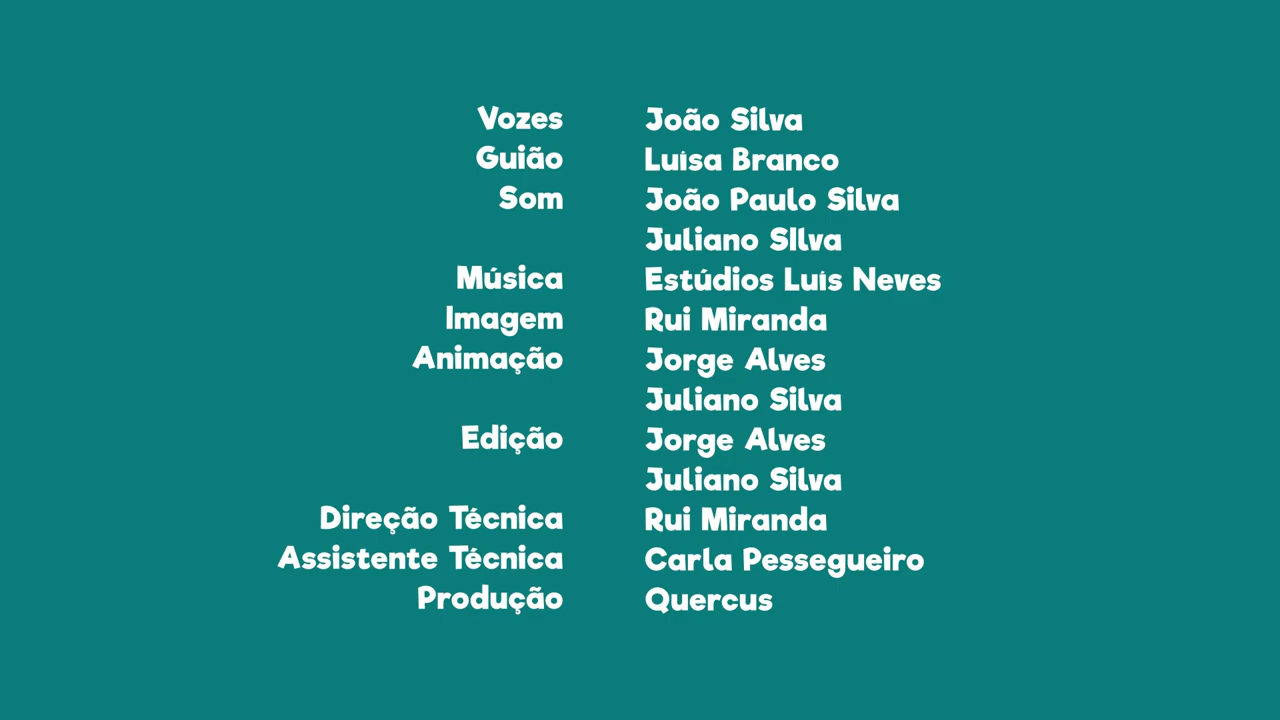 Vozes João Silva
Guião Luísa Branco
Som João Paulo Silva
Juliano SIlva
Música Estúdios Luís Neves
Imagem Rui Miranda
Animação Jorge Alves
Juliano Silva
Edição Jorge Alves
Juliano Silva
Direção Técnica Rui Miranda
Assistente Técnica Carla Pessegueiro
Produção Quercus